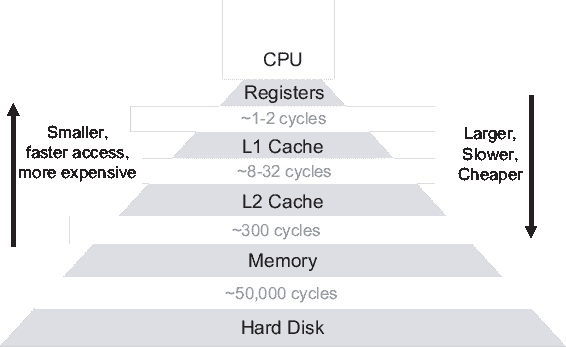 CPU
Registers
~1-2 cycles
Smaller,
faster access,
more expensive
L1 Cache
Larger,
Slower,
Cheaper
~8-32 cycles
L2 Cache
~300 cycles
Memory
~50,000 cycles
Hard Disk